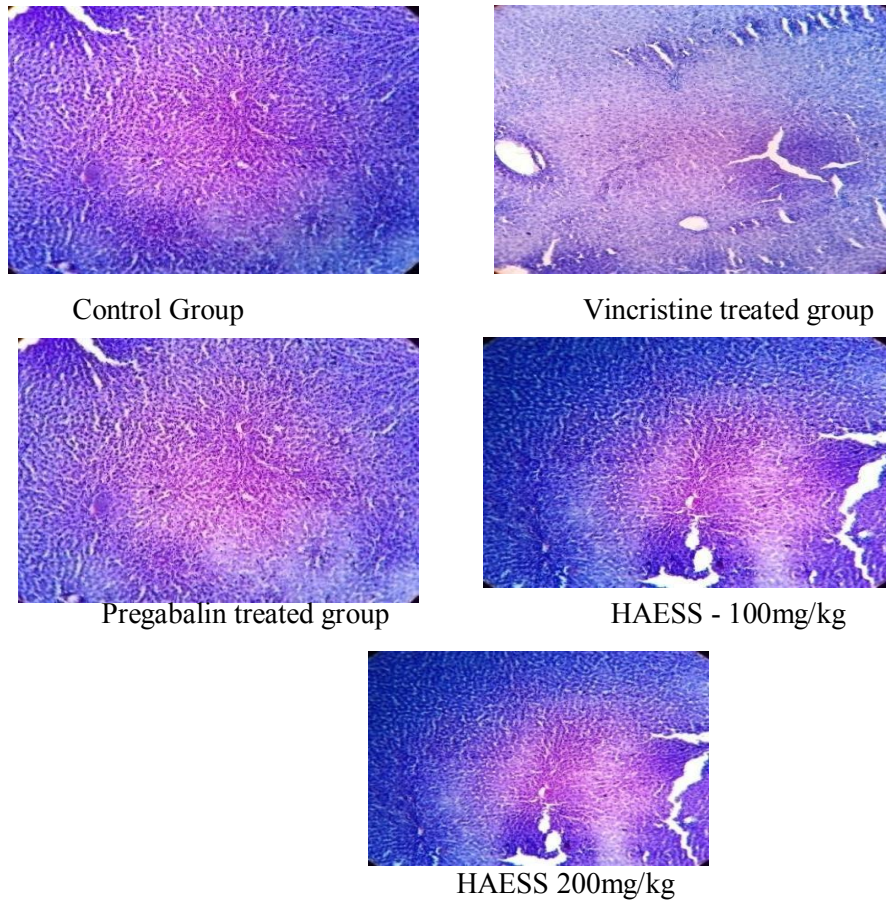 Control Group
Vincristine treated group
Pregabalin treated group
HAESS - 100mg/kg
HAESS 200mg/kg